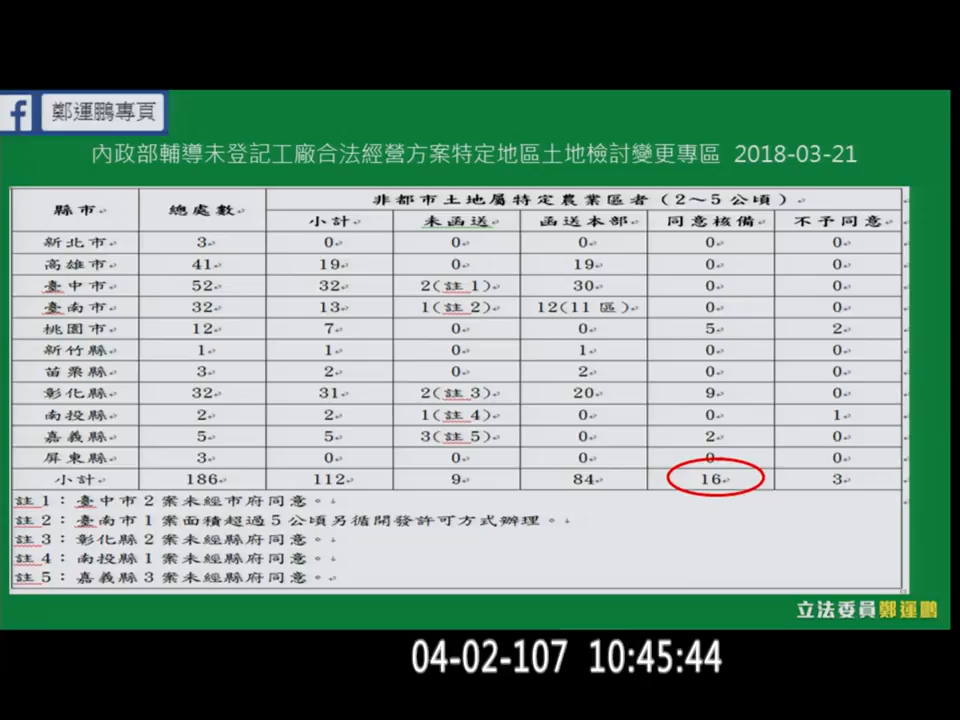 鄭運鵬專頁
內政部輔導未登記工廠合法經營方案特定地區土地檢討變更專區 2018-03-21
縣市 總處數 非都市土地屬特定農業區者(2～5公頃)
小計 未函送 函送本部 同意核備 不予同意
新北市 3 0 0 0 0 0
高雄市 41 19 0 19 0 0
臺中市 52 32 2(註1) 30 0 0
臺南市 32 13 1(註2) 12(11區) 0 0
桃園市 12 7 0 0 5 2
新竹縣 1 1 0 1 0 0
苗栗縣 3 2 0 2 0 0
彰化縣 32 31 2(註3) 20 9 0
南投縣 2 2 1(註4) 0 0 1
嘉義縣 5 5 3(註5) 0 2 0
屏東縣 3 0 0 0 0 0
小計 186 112 9 84 16 3
註1：臺中市2案未經市府同意。
註2：臺南市1案面積超過5公頃另循開發許可方式辦理。
註3：彰化縣2案未經縣府同意。
註4：南投縣1案未經縣府同意。
註5：嘉義縣3案未經縣府同意。
立法委員鄭運鵬
04-02-107 10:45:44